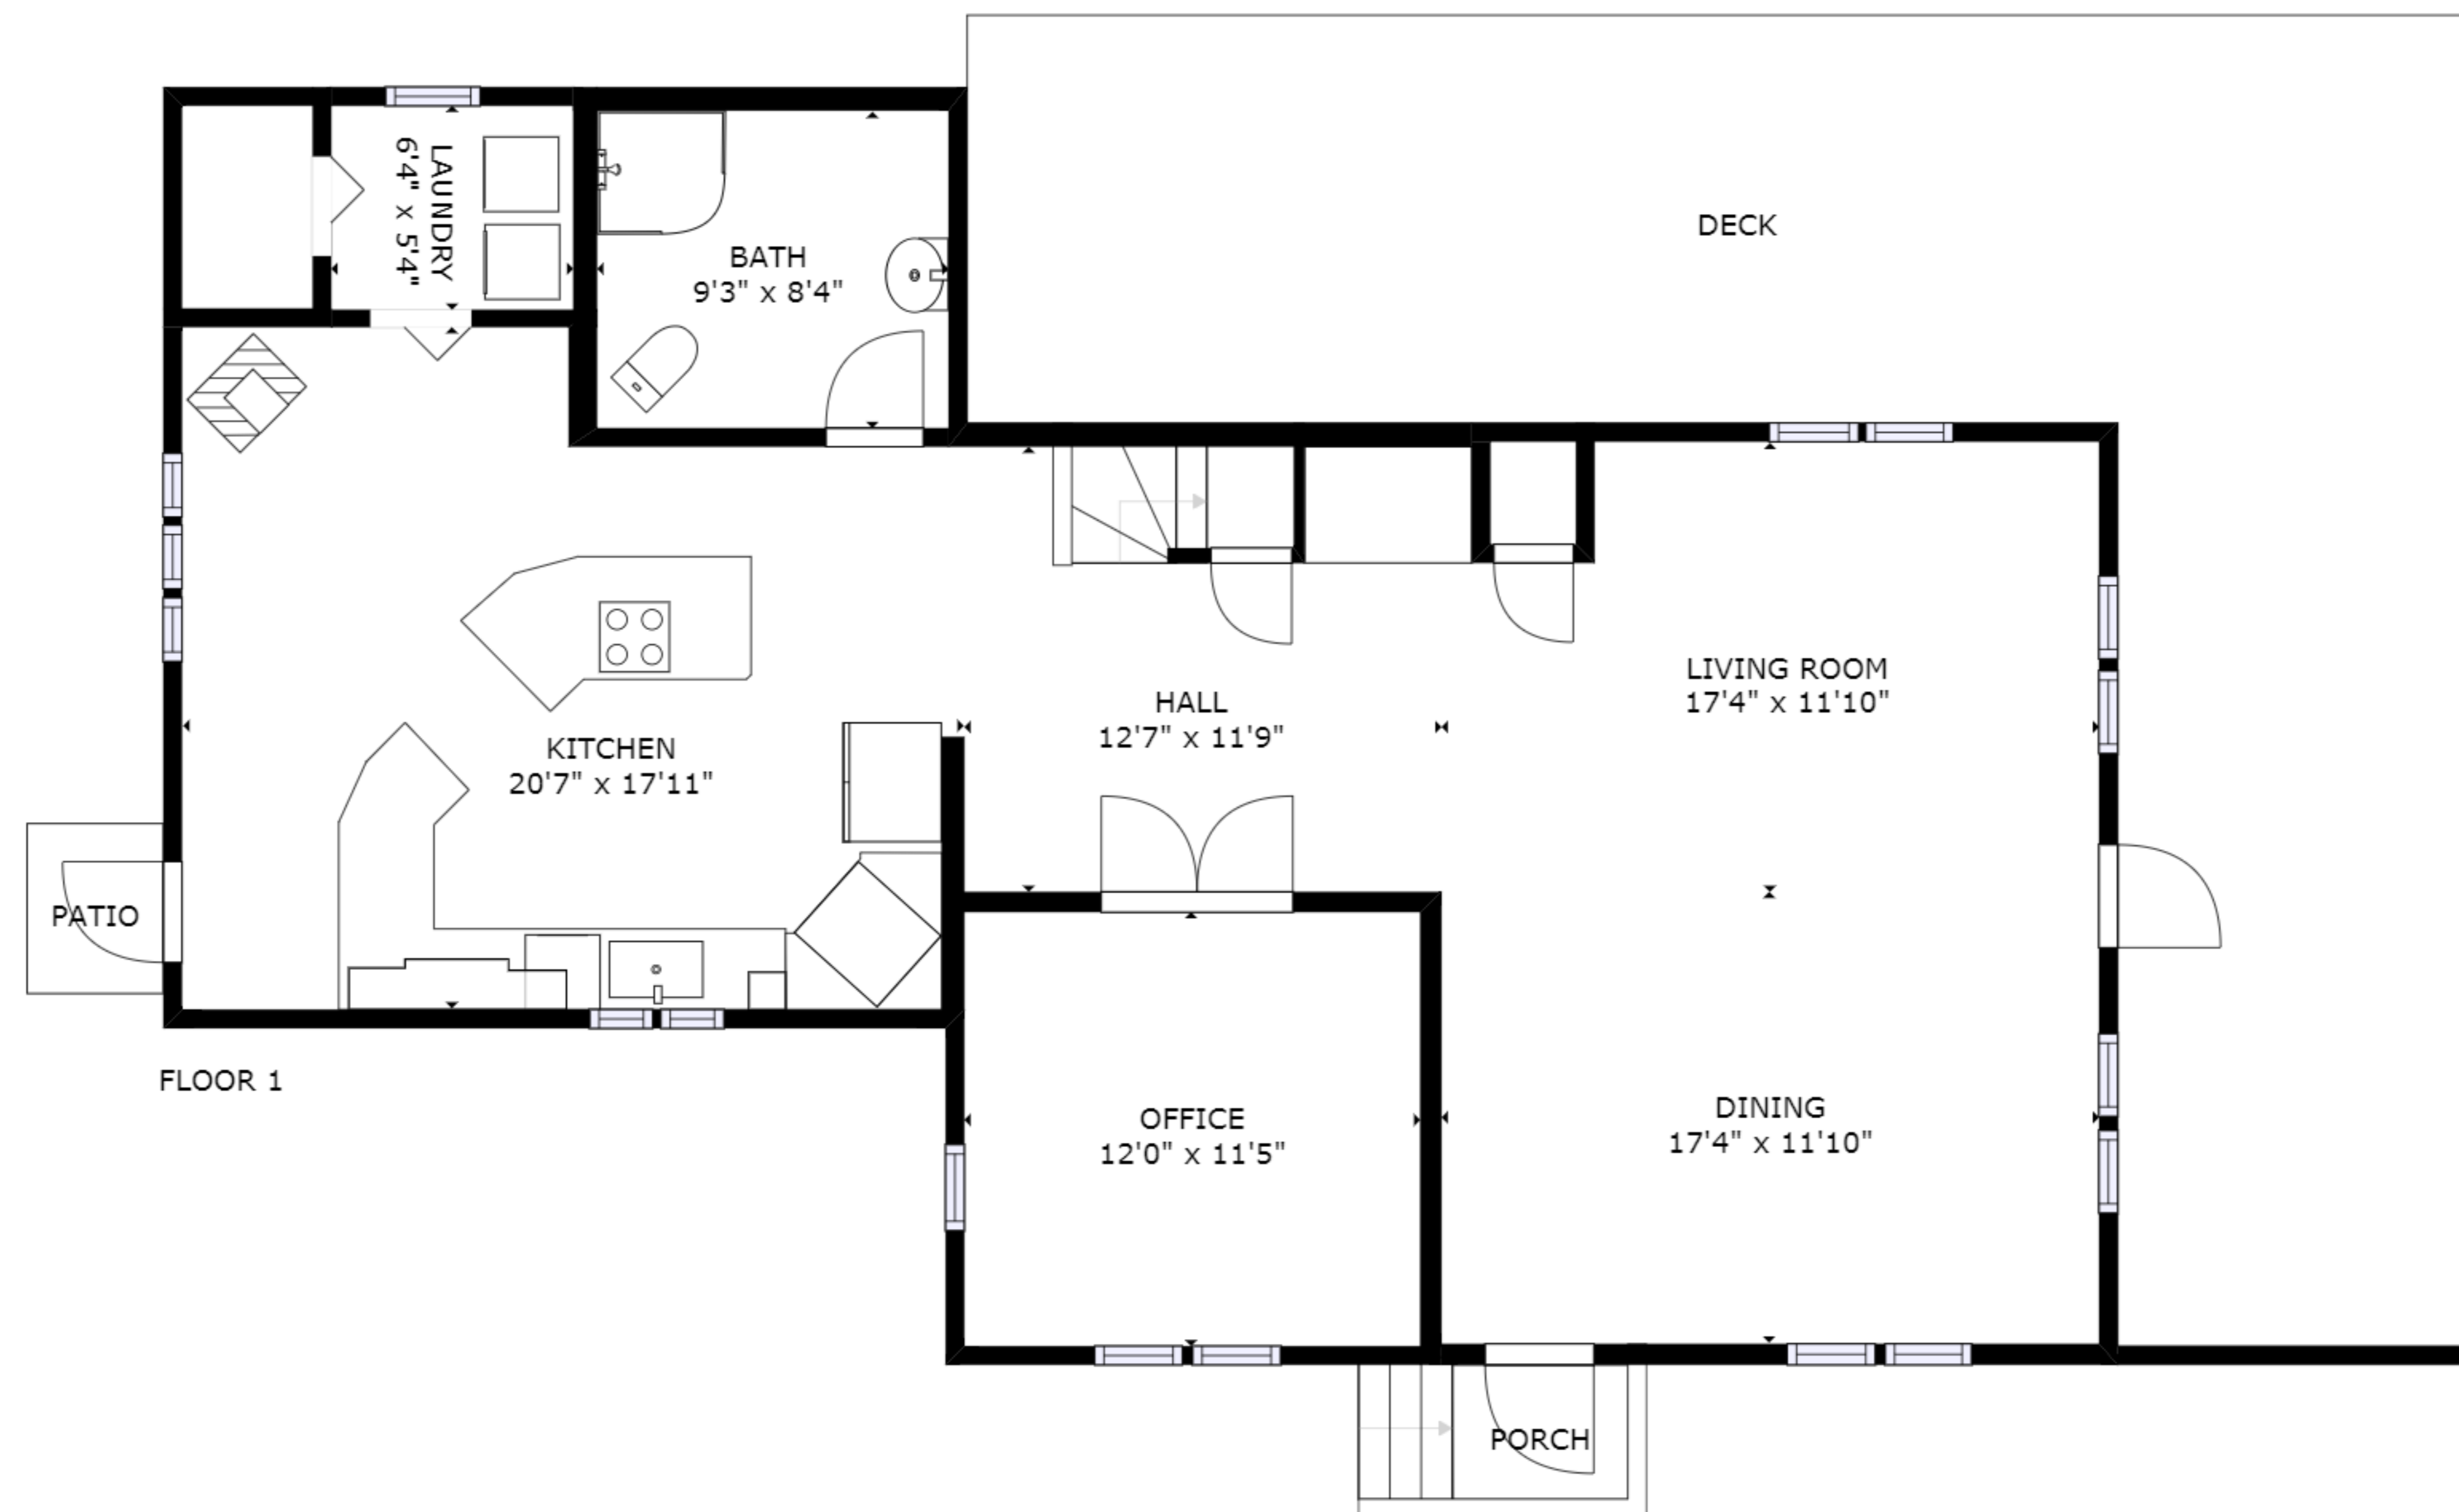 LAUNDRY
6'4" x 5'4"
BATH
9'3" x 8'4"
DECK
LIVING ROOM
17'4" x 11'10"
HALL
12'7" x 11'9"
KITCHEN
20'7" x 17'11"
PATIO
FLOOR 1
OFFICE
12'0" x 11'5"
DINING
17'4" x 11'10"
PORCH